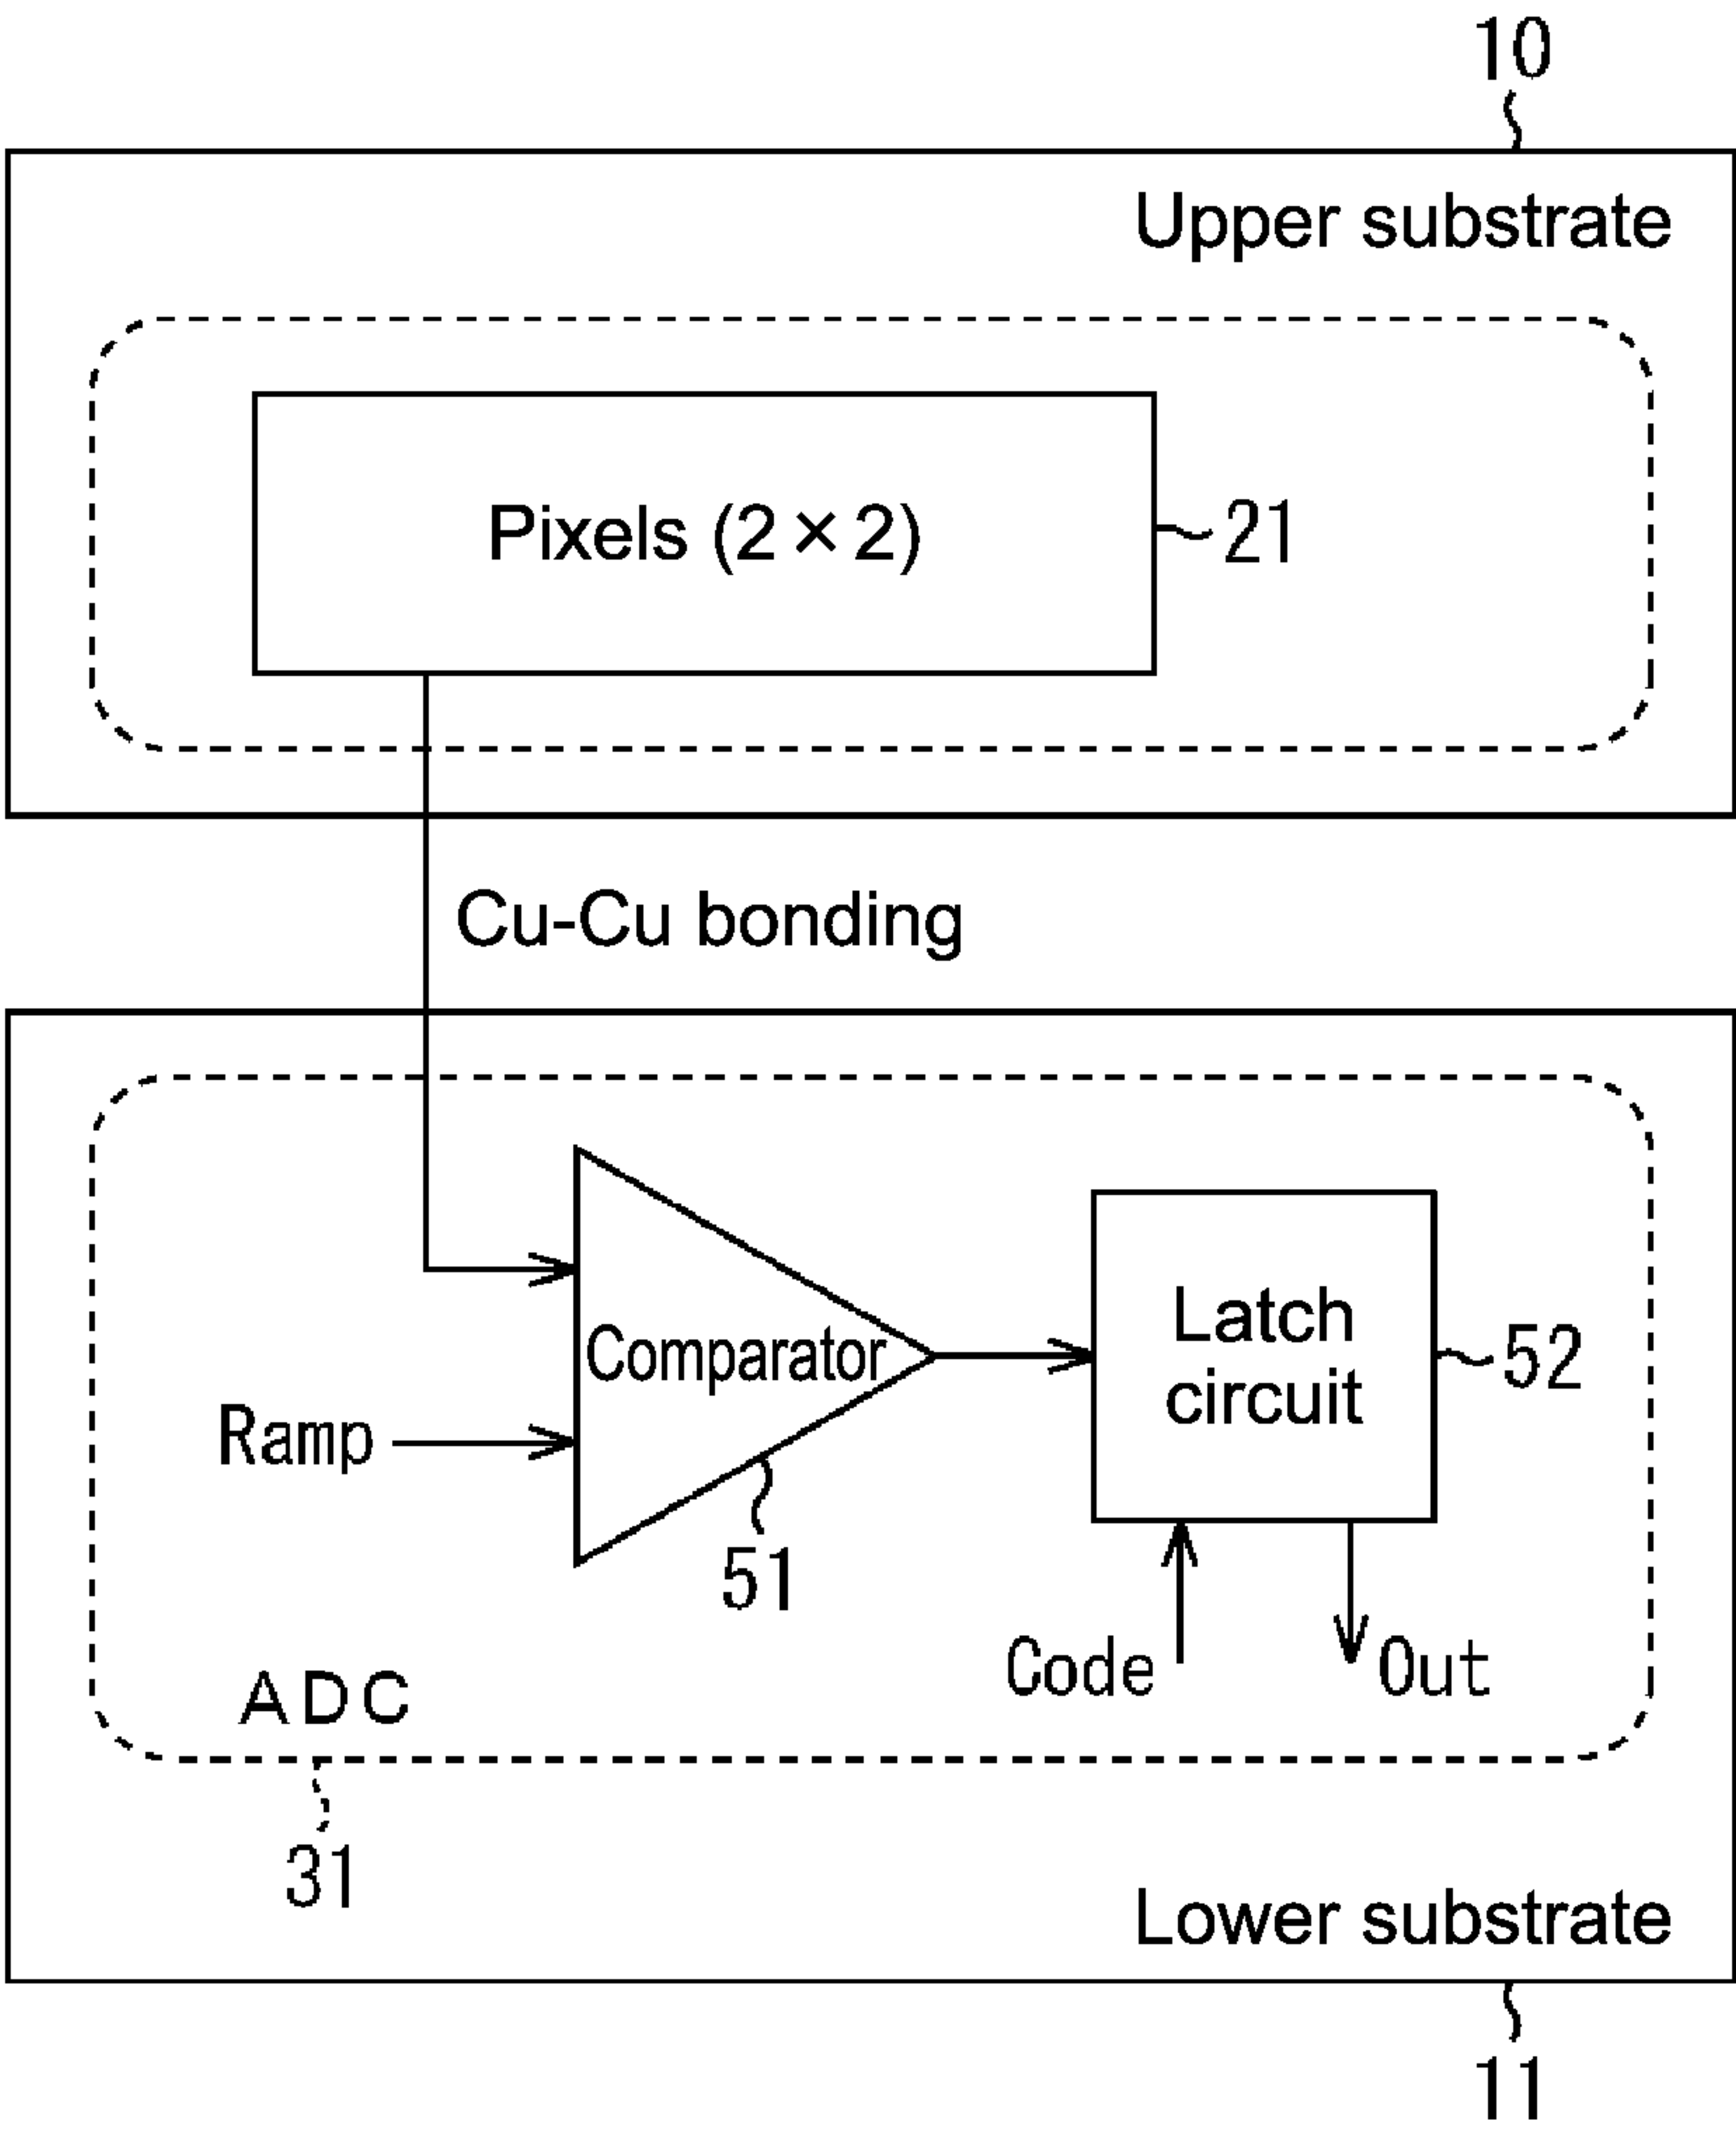 10
Upper substrate
Pixels (2×2)
21
Cu-Cu bonding
Comparator
Latch
circuit
52
Ramp
51
Code
Out
ADC
31
Lower substrate
11